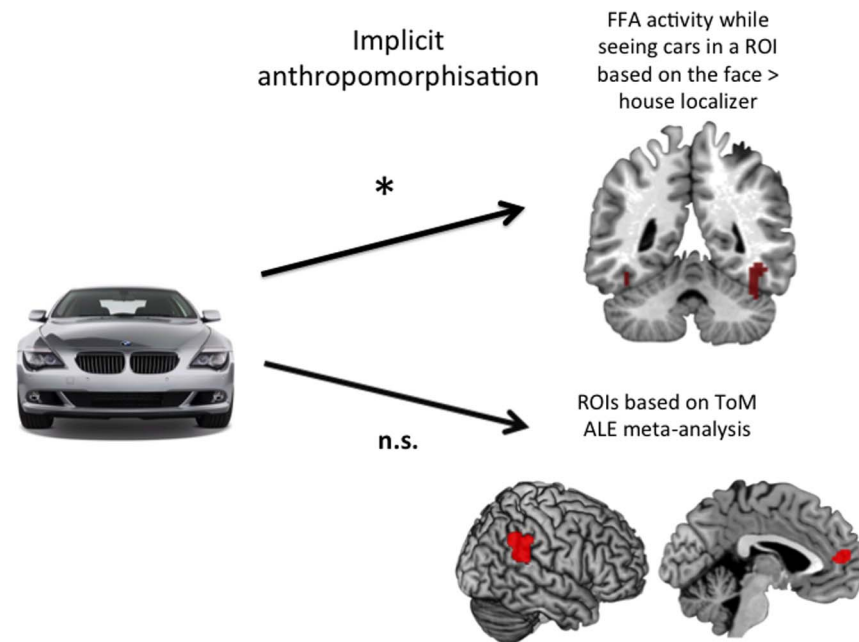 Implicit
anthropomorphisation
FFA activity while
seeing cars in a ROI
based on the face >
house localizer
*
n.s.
ROIs based on ToM
ALE meta-analysis